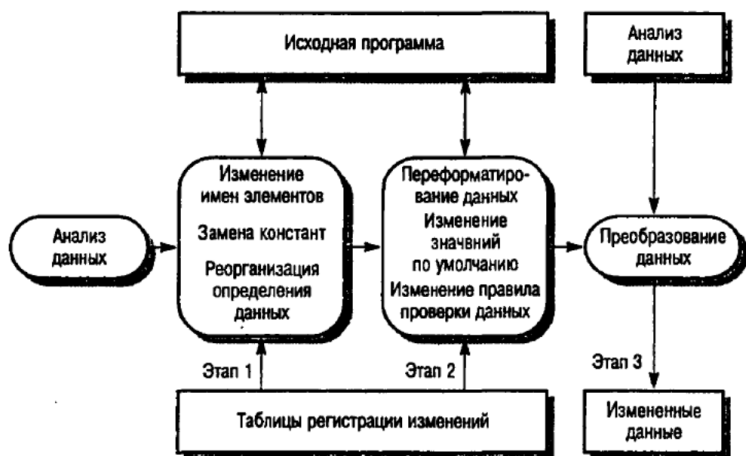 Исходная программа
Анализ
данных
Изменение
имен элементов
Замена констант
Реорганизация
определения
данных
Переформатиро-
вание данных
Изменение
значвний
по умолчанию
Изменение правила
проверки данных
Анализ
данных
Преобразование
данных
Этап 1
Этап 2
Этап 3
Таблицы регистрации изменений
Измененные
данные